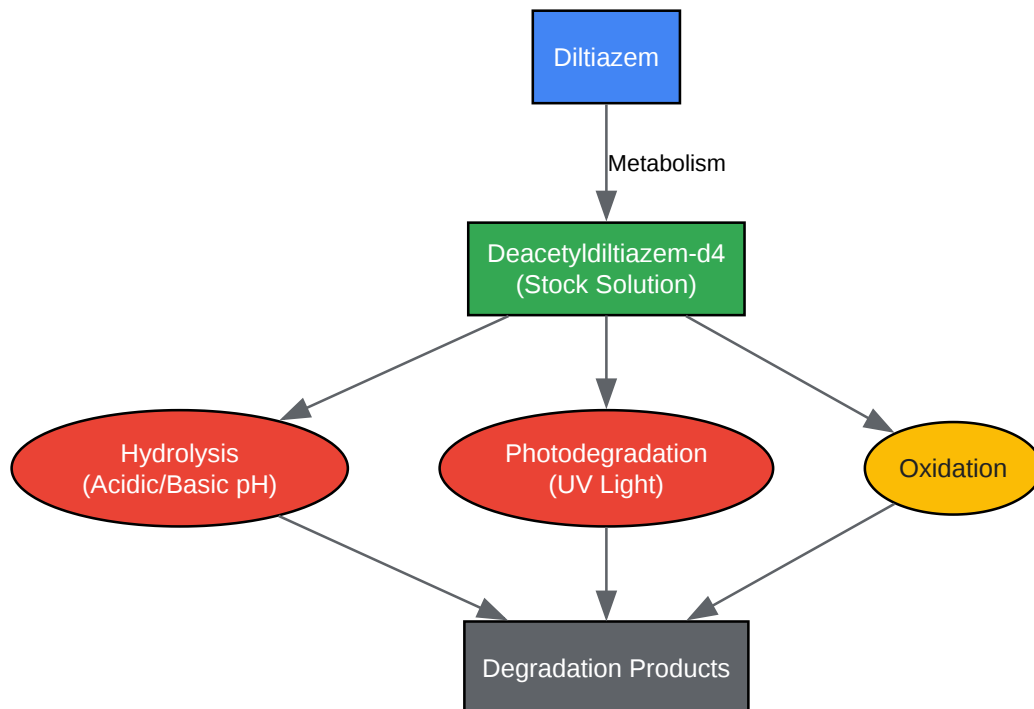 Diltiazem
Metabolism
Deacetyldiltiazem-d4
(Stock Solution)
Hydrolysis
(Acidic/Basic pH)
Photodegradation
(UV Light)
Oxidation
Degradation Products